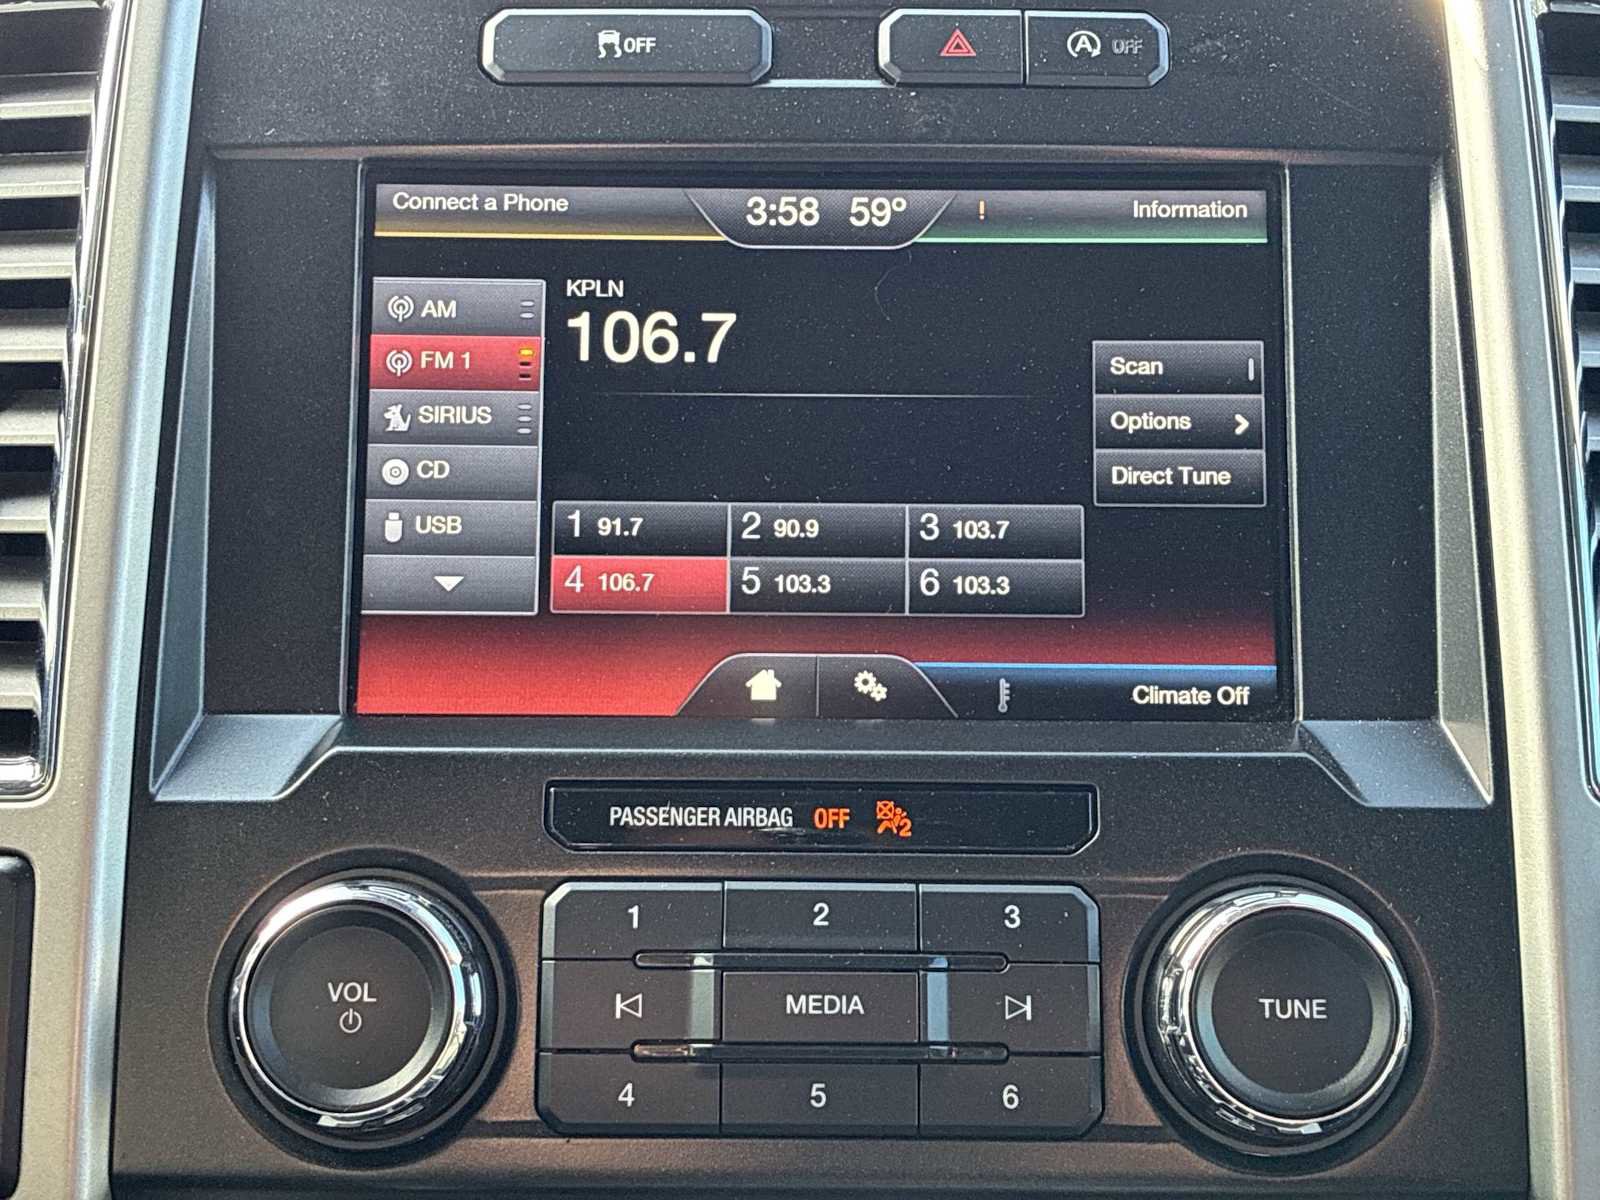 OFF
A OFF
Connect a Phone
3:58 59°
!
Information
AM
FM 1
SIRIUS
CD
USB
KPLN
106.7
Scan
Options >
Direct Tune
1 91.7
2 90.9
3 103.7
4 106.7
5 103.3
6 103.3
Climate Off
PASSENGER AIRBAG OFF 2
VOL
1
2
3
MEDIA
4
5
6
TUNE